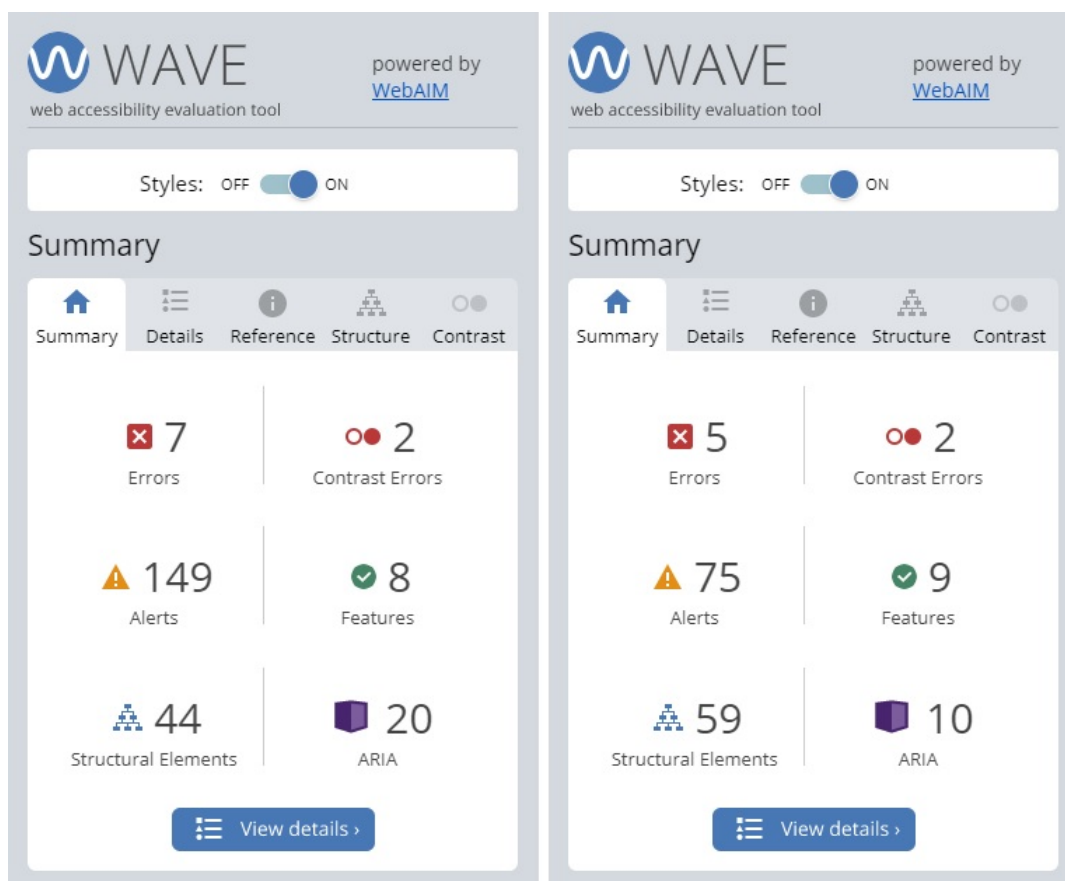 WAVE
powered by
WebAIM
web accessibility evaluation tool
Styles: OFF ON
Summary
Summary Details Reference Structure Contrast
7 2
Errors Contrast Errors
149 8
Alerts Features
44 20
Structural Elements ARIA
View details ›
WAVE
powered by
WebAIM
web accessibility evaluation tool
Styles: OFF ON
Summary
Summary Details Reference Structure Contrast
5 2
Errors Contrast Errors
75 9
Alerts Features
59 10
Structural Elements ARIA
View details ›